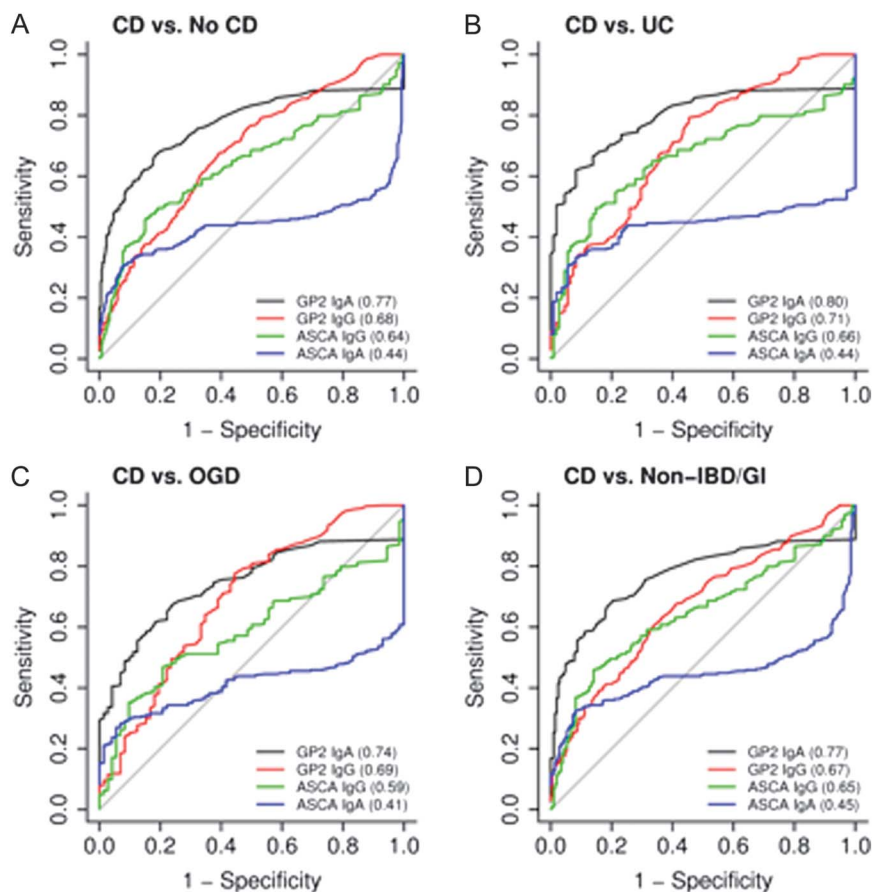 A
CD vs. No CD
Sensitivity
0.0 0.2 0.4 0.6 0.8 1.0
GP2 IgA (0.77)
GP2 IgG (0.68)
ASCA IgG (0.64)
ASCA IgA (0.44)
0.0 0.2 0.4 0.6 0.8 1.0
1 − Specificity
B
CD vs. UC
Sensitivity
0.0 0.2 0.4 0.6 0.8 1.0
GP2 IgA (0.80)
GP2 IgG (0.71)
ASCA IgG (0.66)
ASCA IgA (0.44)
0.0 0.2 0.4 0.6 0.8 1.0
1 − Specificity
C
CD vs. OGD
Sensitivity
0.0 0.2 0.4 0.6 0.8 1.0
GP2 IgA (0.74)
GP2 IgG (0.69)
ASCA IgG (0.59)
ASCA IgA (0.41)
0.0 0.2 0.4 0.6 0.8 1.0
1 − Specificity
D
CD vs. Non−IBD/GI
Sensitivity
0.0 0.2 0.4 0.6 0.8 1.0
GP2 IgA (0.77)
GP2 IgG (0.67)
ASCA IgG (0.65)
ASCA IgA (0.45)
0.0 0.2 0.4 0.6 0.8 1.0
1 − Specificity